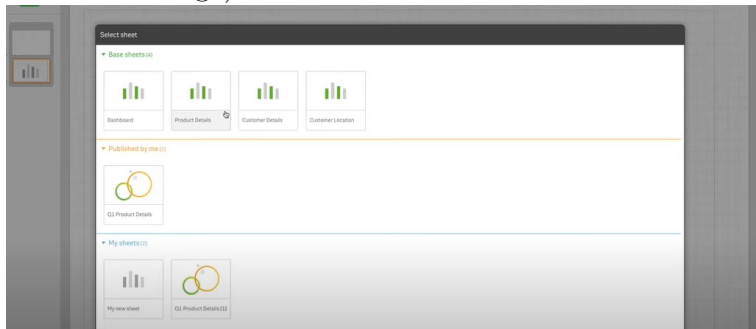 Select sheet
Base sheets (4)
Dashboard
Product Details
Customer Details
Customer Location
Published by me (1)
Q1 Product Details
My sheets (2)
My new sheet
Q1 Product Details (1)